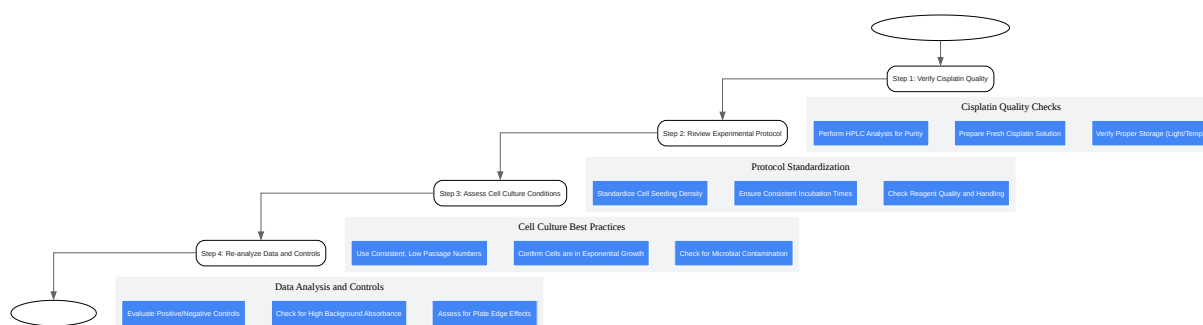 Step 1: Verify Cisplatin Quality
Cisplatin Quality Checks
Perform HPLC Analysis for Purity
Prepare Fresh Cisplatin Solution
Verify Proper Storage (Light/Temp
Step 2: Review Experimental Protocol
Protocol Standardization
Standardize Cell Seeding Density
Ensure Consistent Incubation Times
Check Reagent Quality and Handling
Step 3: Assess Cell Culture Conditions
Cell Culture Best Practices
Use Consistent, Low Passage Numbers
Confirm Cells are in Exponential Growth
Check for Microbial Contamination
Step 4: Re-analyze Data and Controls
Data Analysis and Controls
Evaluate Positive/Negative Controls
Check for High Background Absorbance
Assess for Plate Edge Effects